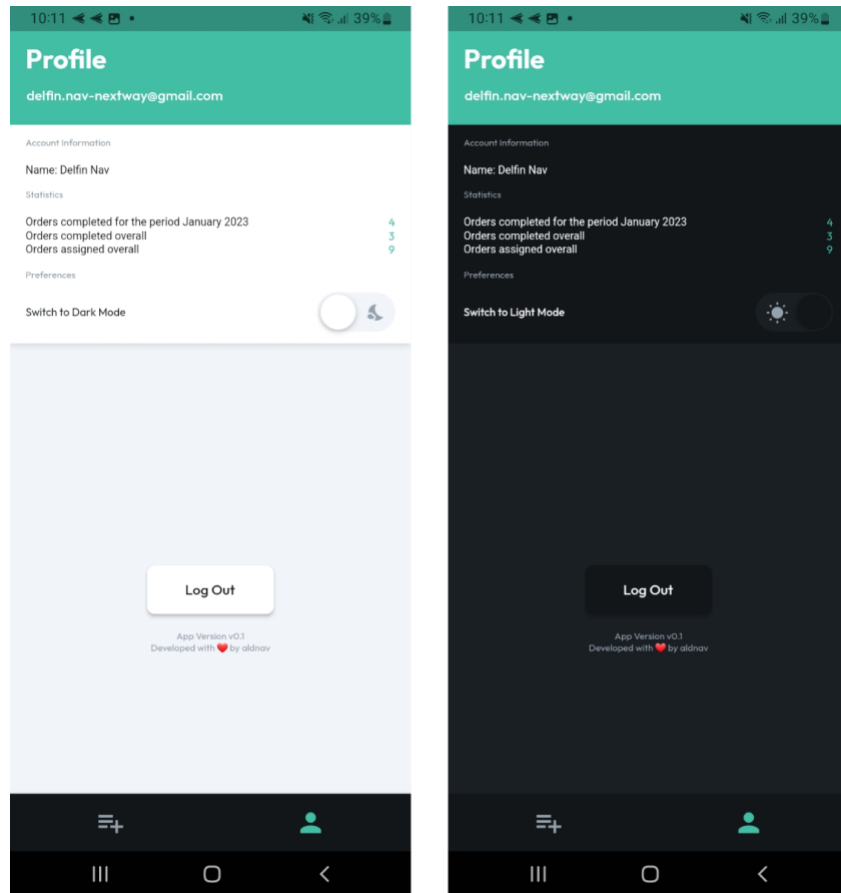 10:11
39%
Profile
delfin.nav-nextway@gmail.com
Account Information
Name: Delfin Nav
Statistics
Orders completed for the period January 2023 4
Orders completed overall 3
Orders assigned overall 9
Preferences
Switch to Dark Mode
Log Out
App Version v0.1
Developed with ❤️ by aldnav
10:11
39%
Profile
delfin.nav-nextway@gmail.com
Account Information
Name: Delfin Nav
Statistics
Orders completed for the period January 2023 4
Orders completed overall 3
Orders assigned overall 9
Preferences
Switch to Light Mode
Log Out
App Version v0.1
Developed with ❤️ by aldnav